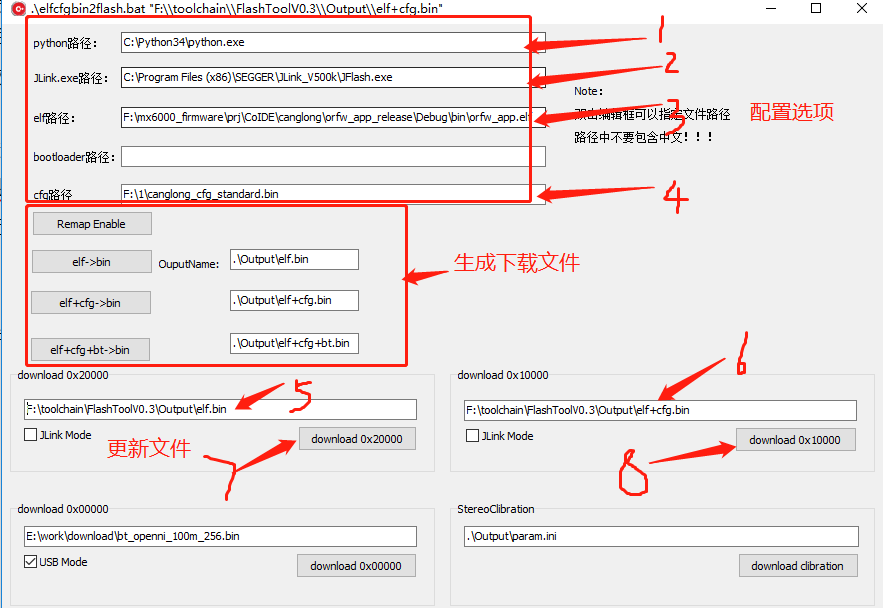 .\elfcfgbin2flash.bat "F:\\toolchain\\FlashToolV0.3\\Output\\elf+cfg.bin"
python路径：
C:\Python34\python.exe
1
JLink.exe路径：
C:\Program Files (x86)\SEGGER\JLink_V500k\JFlash.exe
2
Note：
elf路径：
F:\mx6000_firmware\prj\CoIDE\canglong\orfw_app_release\Debug\bin\orfw_app.el
3
双击编辑框可以指定文件路径
配置选项
路径中不要包含中文！！！
bootloader路径：
cfg路径
F:\1\canglong_cfg_standard.bin
4
Remap Enable
elf->bin
OuputName:
.\Output\elf.bin
生成下载文件
elf+cfg->bin
.\Output\elf+cfg.bin
elf+cfg+bt->bin
.\Output\elf+cfg+bt.bin
download 0x20000
F:\toolchain\FlashToolV0.3\Output\elf.bin
5
JLink Mode
更新文件
7
download 0x20000
download 0x10000
6
F:\toolchain\FlashToolV0.3\Output\elf+cfg.bin
JLink Mode
8
download 0x10000
download 0x00000
E:\work\download\bt_openni_100m_256.bin
USB Mode
download 0x00000
StereoClibration
.\Output\param.ini
download clibration